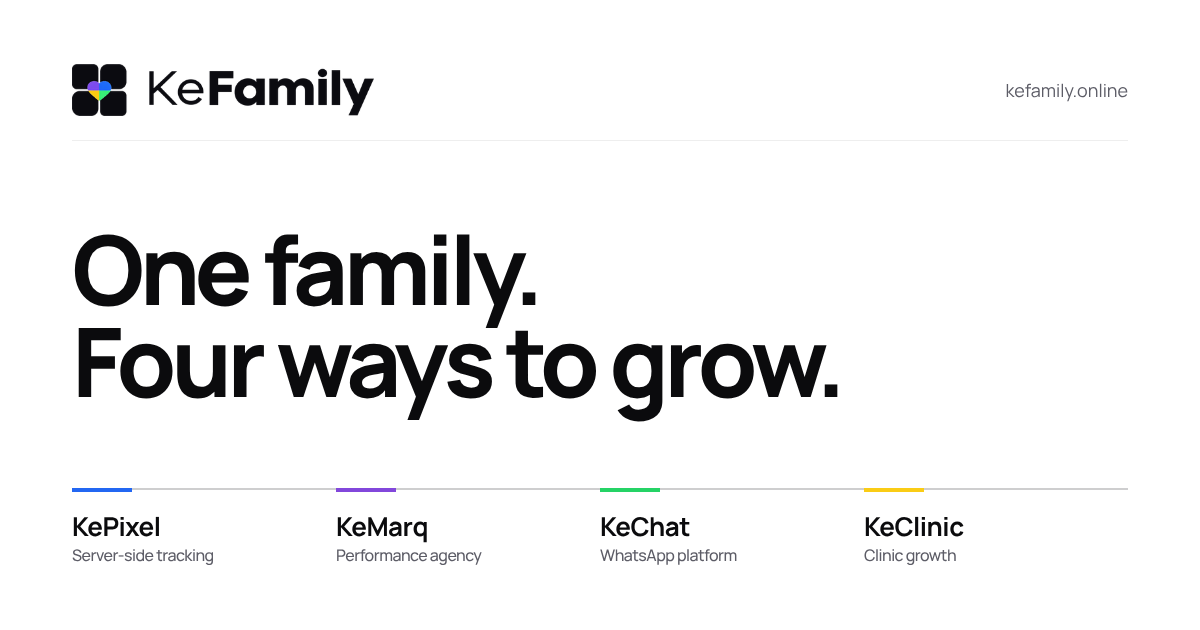 KeFamily
kefamily.online
One family.
Four ways to grow.
KePixel
Server-side tracking
KeMarq
Performance agency
KeChat
WhatsApp platform
KeClinic
Clinic growth